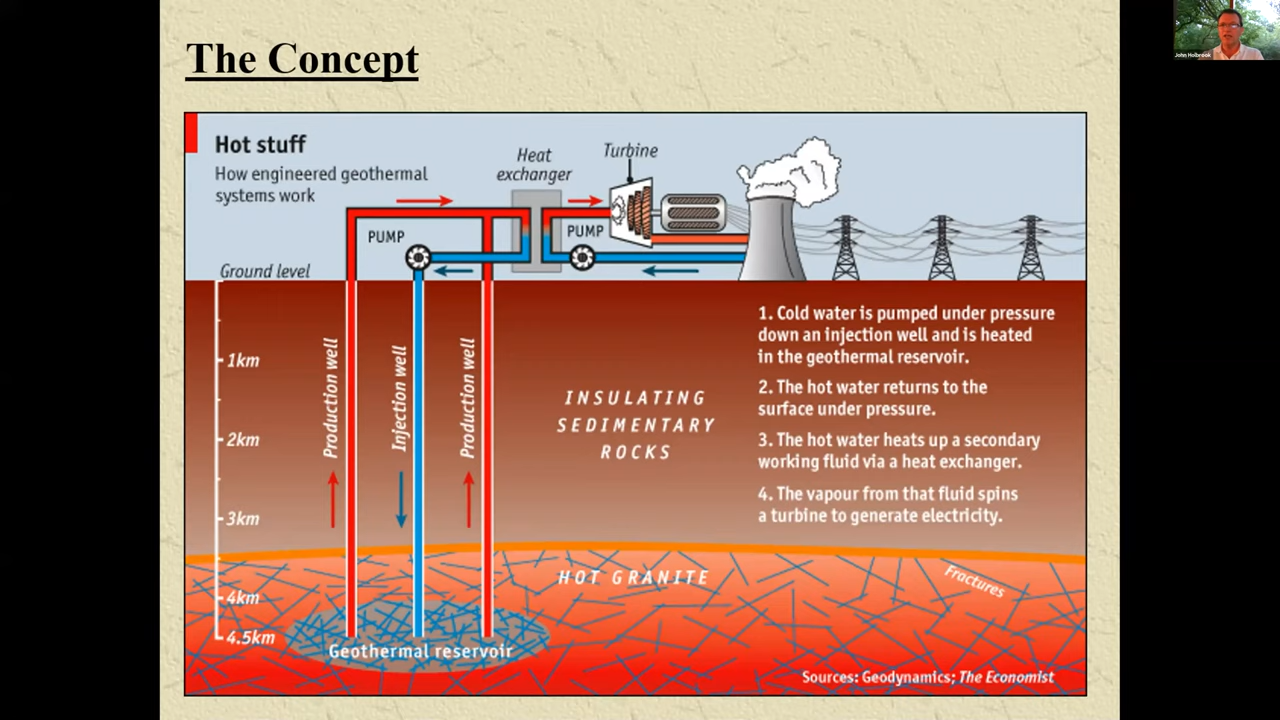 The Concept
John Holbrook
Hot stuff
How engineered geothermal
systems work
Heat
exchanger
Turbine
PUMP
PUMP
Ground level
1km
2km
3km
4km
4.5km
Production well
Injection well
Production well
INSULATING
SEDIMENTARY
ROCKS
1. Cold water is pumped under pressure
down an injection well and is heated
in the geothermal reservoir.
2. The hot water returns to the
surface under pressure.
3. The hot water heats up a secondary
working fluid via a heat exchanger.
4. The vapour from that fluid spins
a turbine to generate electricity.
HOT GRANITE
Fractures
Geothermal reservoir
Sources: Geodynamics; The Economist